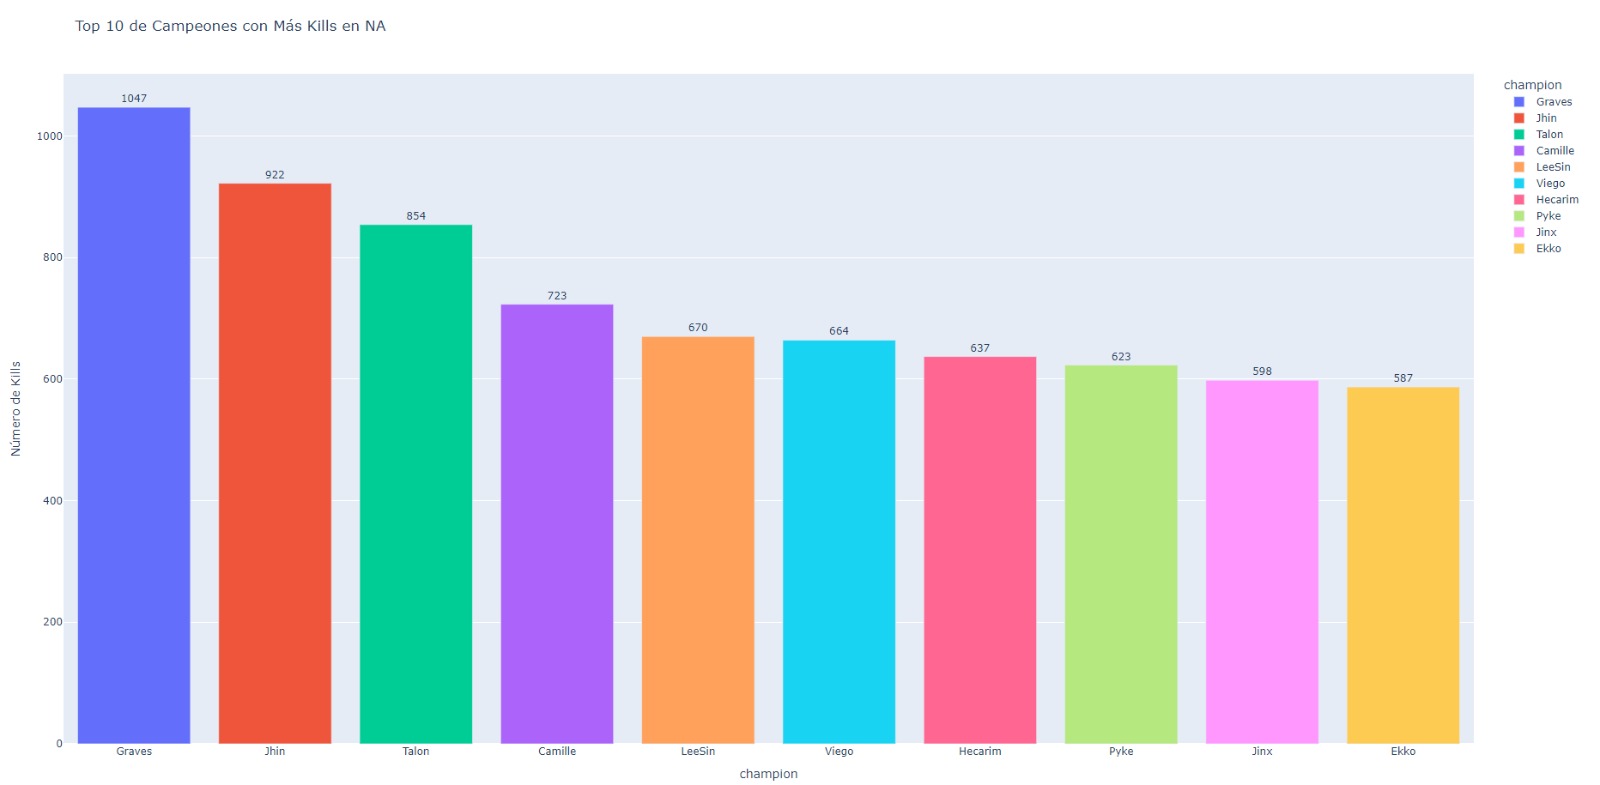 Top 10 de Campeones con Más Kills en NA
champion
Graves
Jhin
Talon
Camille
LeeSin
Viego
Hecarim
Pyke
Jinx
Ekko
Número de Kills
1000
800
600
400
200
0
1047
922
854
723
670
664
637
623
598
587
Graves
Jhin
Talon
Camille
LeeSin
Viego
Hecarim
Pyke
Jinx
Ekko
champion